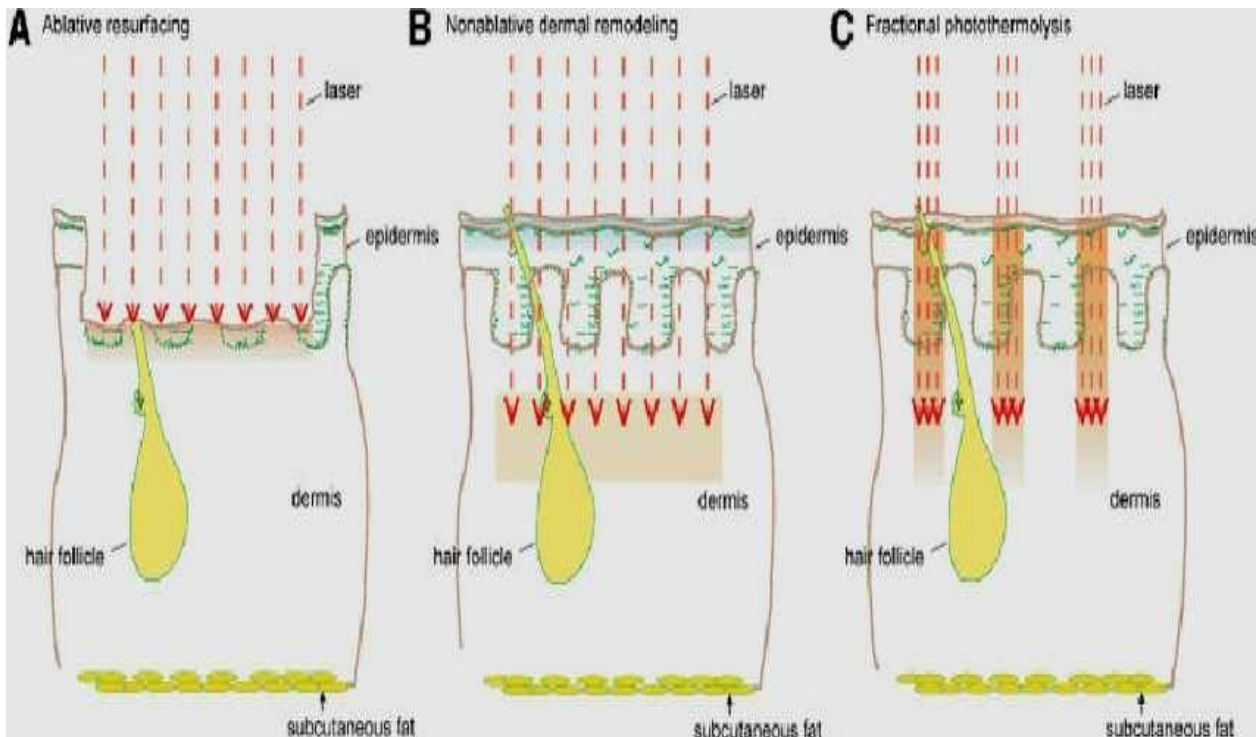 A Ablative resurfacing
laser
epidermis
dermis
hair follicle
subcutaneous fat
B Nonablative dermal remodeling
laser
epidermis
dermis
hair follicle
subcutaneous fat
C Fractional photothermolysis
laser
epidermis
dermis
hair follicle
subcutaneous fat